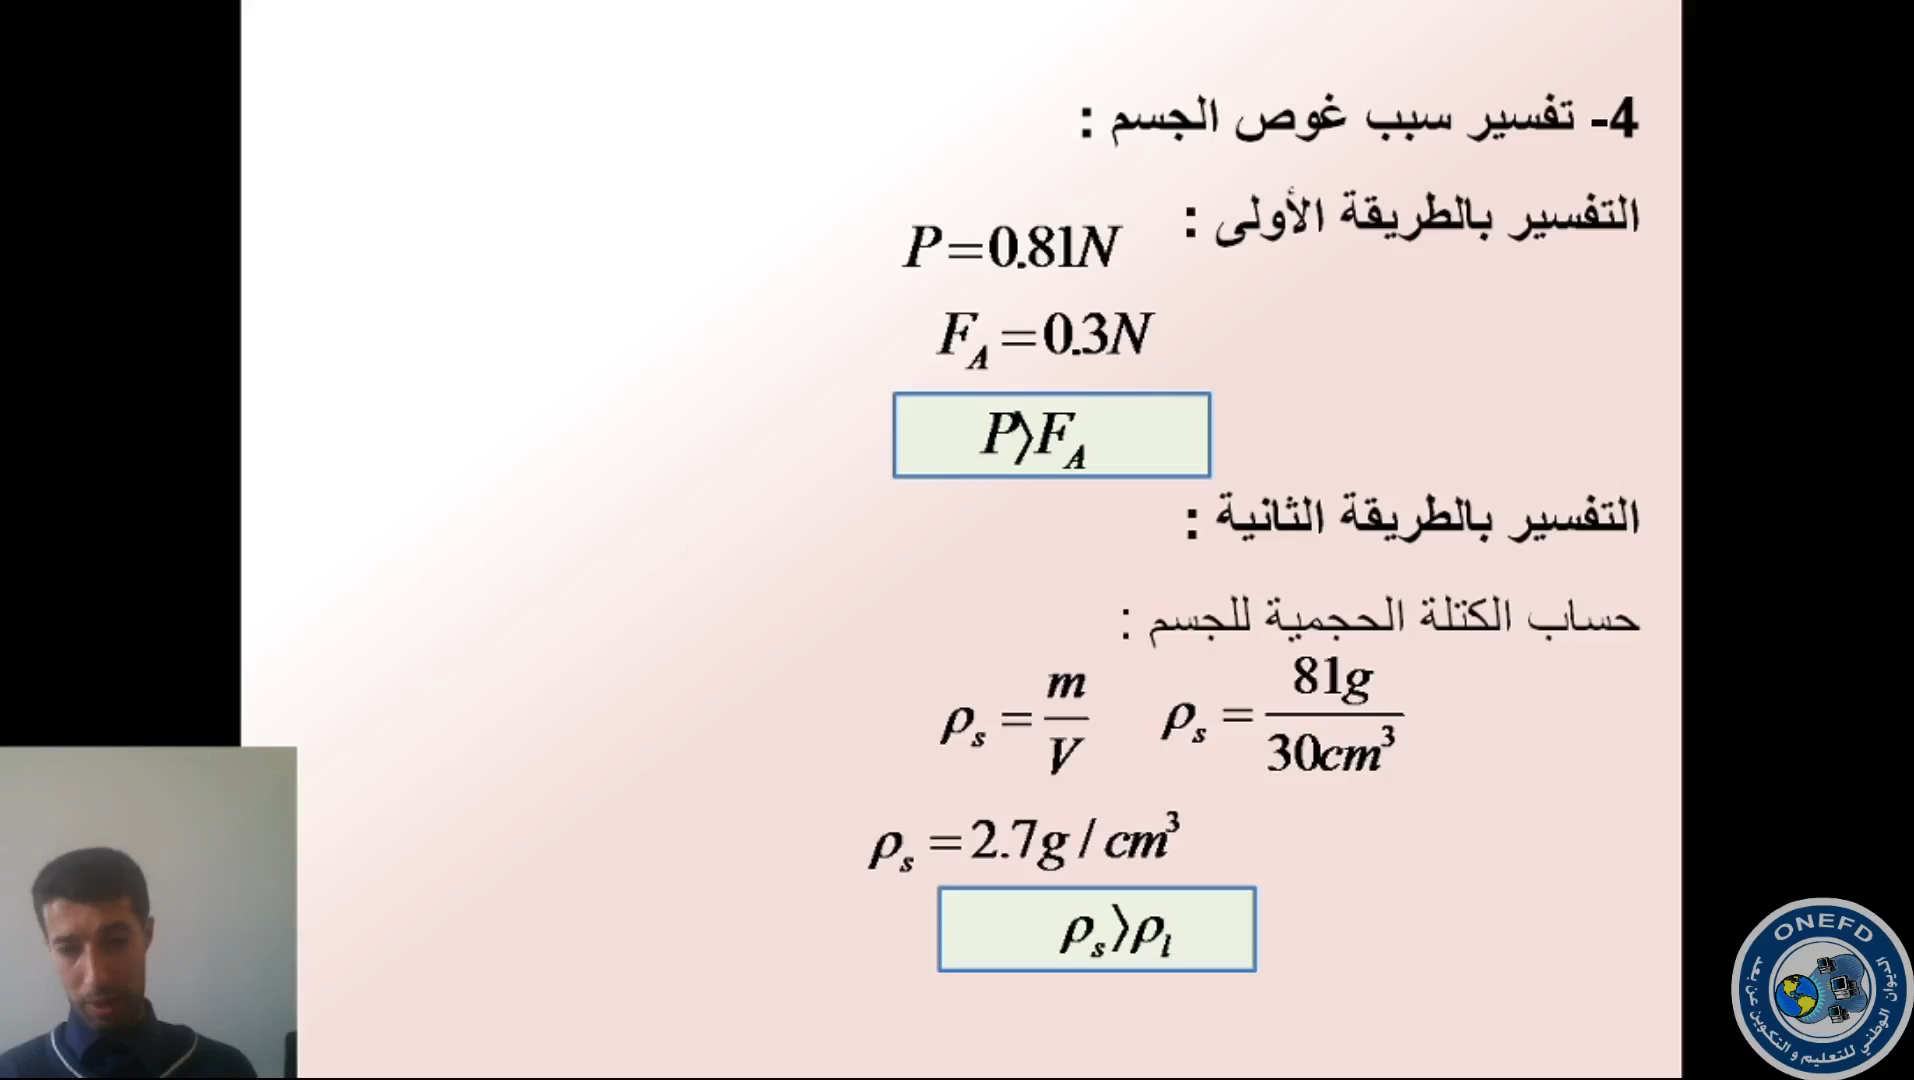 4- تفسير سبب غوص الجسم :
التفسير بالطريقة الأولى :
P=0.81N
F_A=0.3N
P〉F_A
التفسير بالطريقة الثانية :
حساب الكتلة الحجمية للجسم :
ρ_s = m/V   ρ_s = 81g/30cm³
ρ_s =2.7g/cm³
ρ_s〉ρ_l
ONEFD
الديوان الوطني للتعليم و التكوين عن بعد